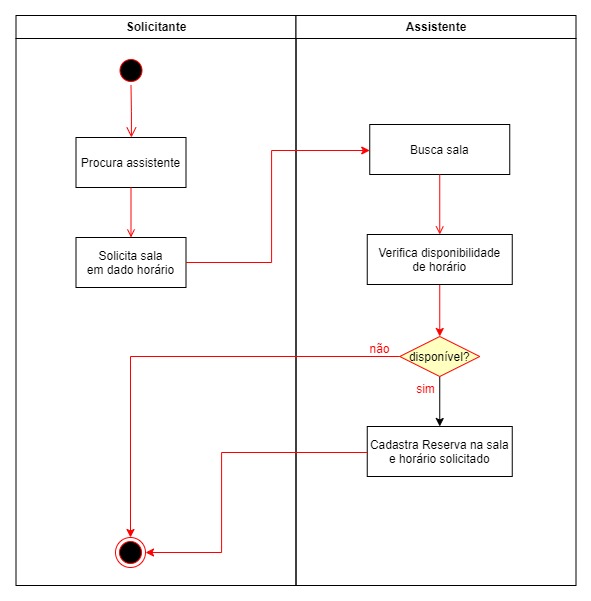 Solicitante
Assistente
Procura assistente
Solicita sala
em dado horário
Busca sala
Verifica disponibilidade
de horário
disponível?
não
sim
Cadastra Reserva na sala
e horário solicitado